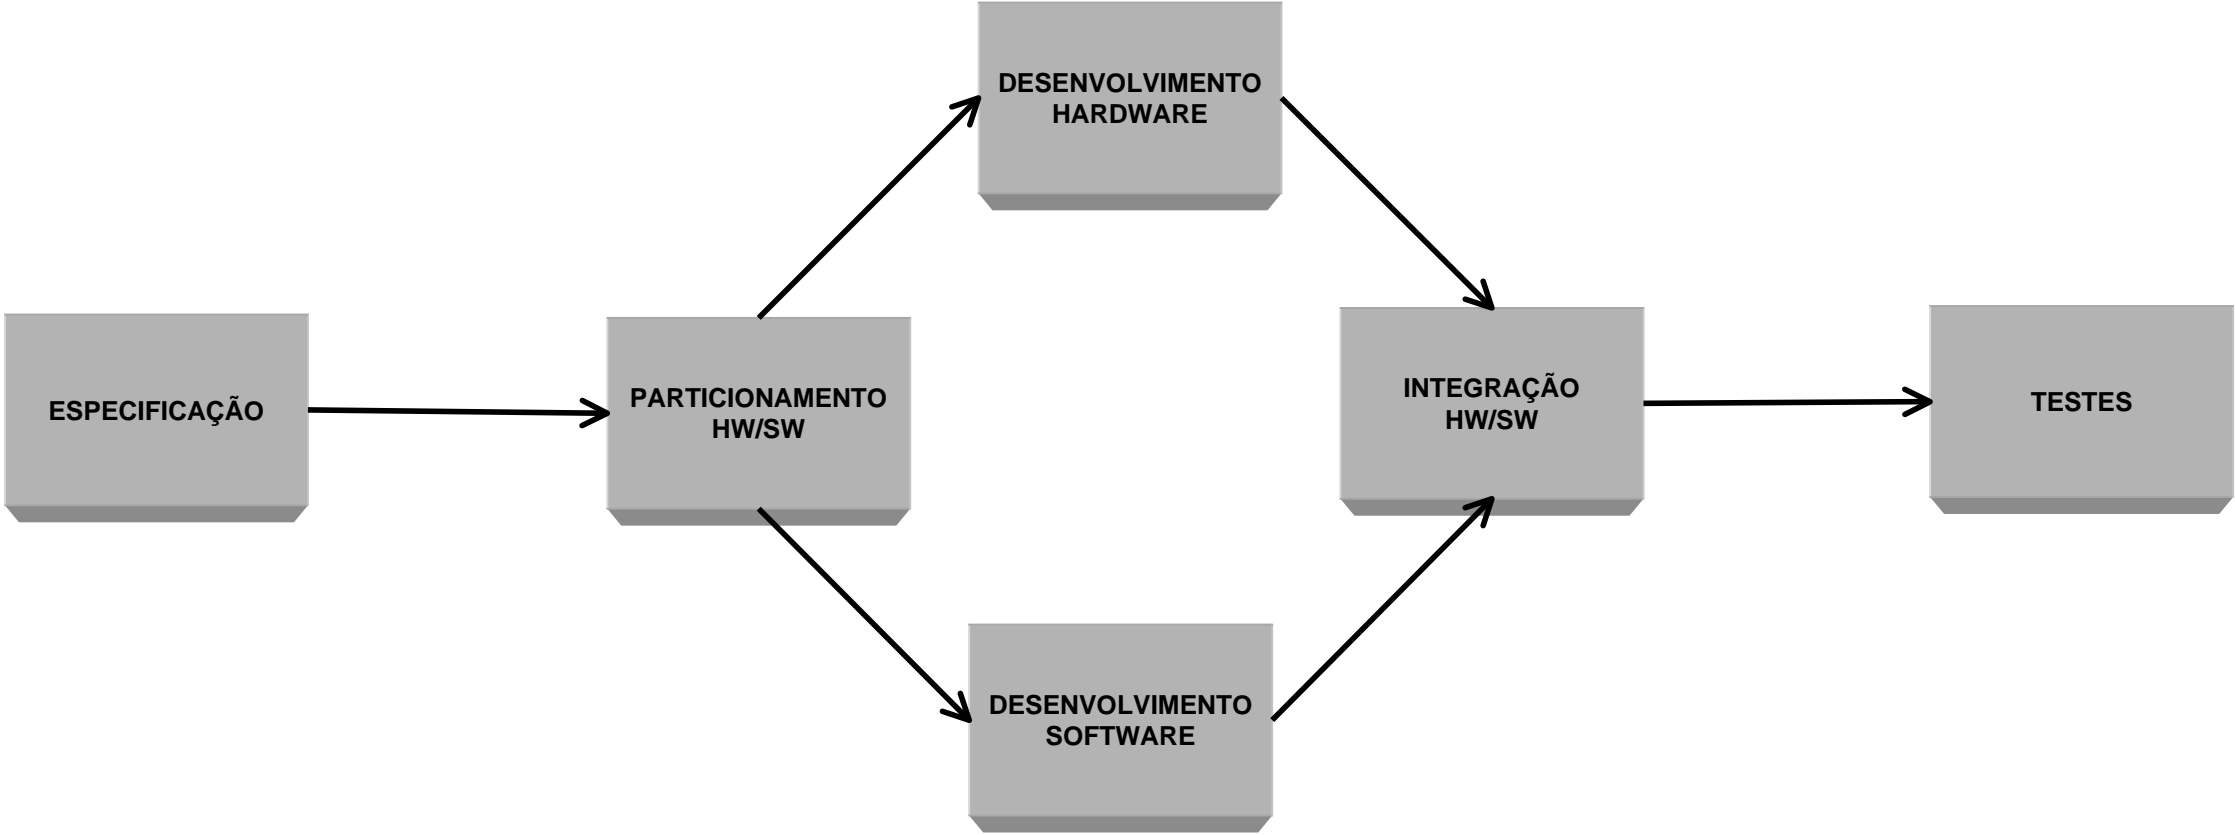 ESPECIFICAÇÃO
PARTICIONAMENTO
HW/SW
DESENVOLVIMENTO
HARDWARE
DESENVOLVIMENTO
SOFTWARE
INTEGRAÇÃO
HW/SW
TESTES